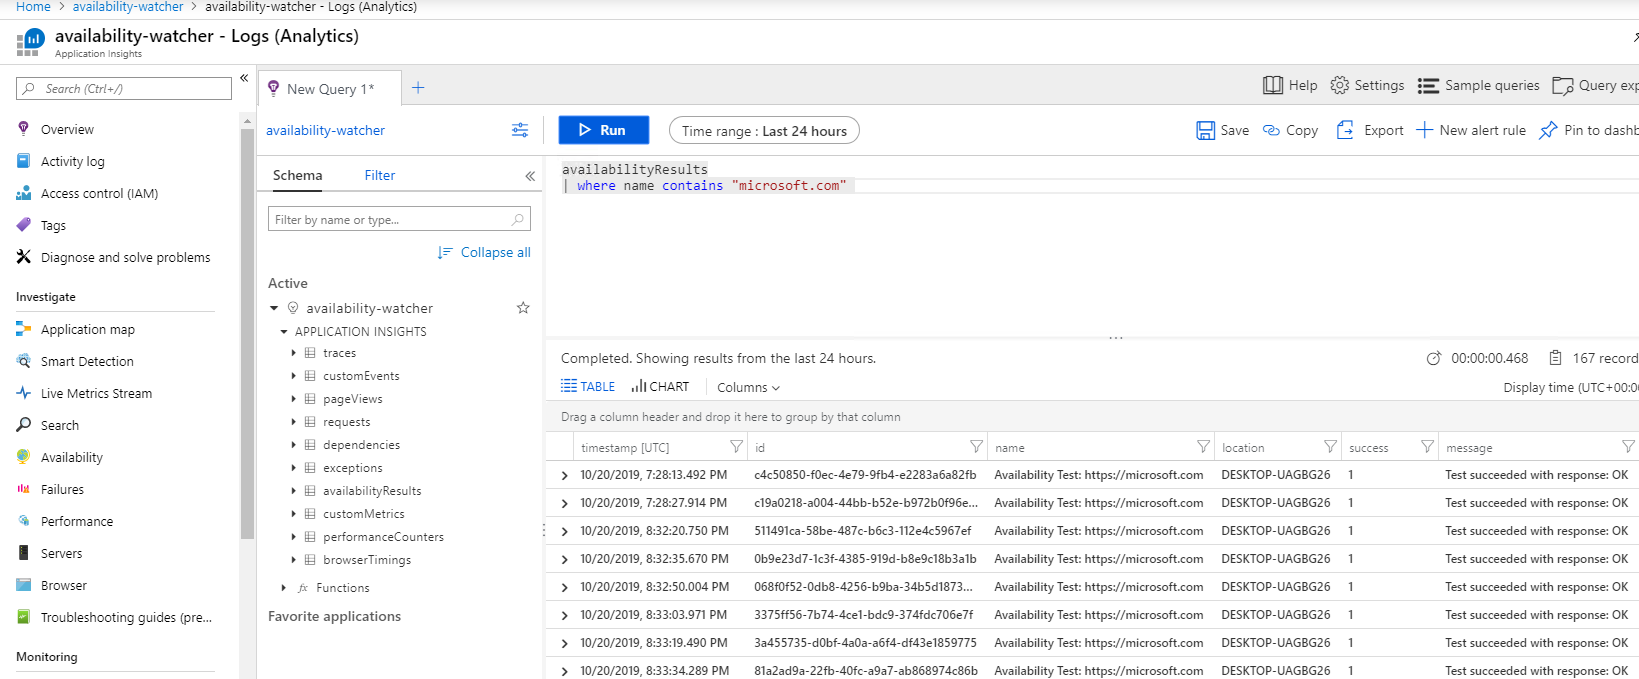 Home > availability-watcher > availability-watcher - Logs (Analytics)
availability-watcher - Logs (Analytics)
Application Insights
Search (Ctrl+/)
«
Overview
Activity log
Access control (IAM)
Tags
Diagnose and solve problems
Investigate
Application map
Smart Detection
Live Metrics Stream
Search
Availability
Failures
Performance
Servers
Browser
Troubleshooting guides (pre...
Monitoring
New Query 1*
+
Help
Settings
Sample queries
Query exp
availability-watcher
Run
Time range : Last 24 hours
Save
Copy
Export
New alert rule
Pin to dashb
Schema
Filter
«
Filter by name or type...
Collapse all
Active
availability-watcher
APPLICATION INSIGHTS
traces
customEvents
pageViews
requests
dependencies
exceptions
availabilityResults
customMetrics
performanceCounters
browserTimings
fx Functions
Favorite applications
availabilityResults
| where name contains "microsoft.com"
Completed. Showing results from the last 24 hours.
00:00:00.468
167 record
TABLE
CHART
Columns
Display time (UTC+00:0
Drag a column header and drop it here to group by that column
timestamp [UTC] id name location success message
10/20/2019, 7:28:13.492 PM c4c50850-f0ec-4e79-9fb4-e2283a6a82fb Availability Test: https://microsoft.com DESKTOP-UAGBG26 1 Test succeeded with response: OK
10/20/2019, 7:28:27.914 PM c19a0218-a004-44bb-b52e-b972b0f96e... Availability Test: https://microsoft.com DESKTOP-UAGBG26 1 Test succeeded with response: OK
10/20/2019, 8:32:20.750 PM 511491ca-58be-487c-b6c3-112e4c5967ef Availability Test: https://microsoft.com DESKTOP-UAGBG26 1 Test succeeded with response: OK
10/20/2019, 8:32:35.670 PM 0b9e23d7-1c3f-4385-919d-b8e9c18b3a1b Availability Test: https://microsoft.com DESKTOP-UAGBG26 1 Test succeeded with response: OK
10/20/2019, 8:32:50.004 PM 068f0f52-0db8-4256-b9ba-34b5d1873... Availability Test: https://microsoft.com DESKTOP-UAGBG26 1 Test succeeded with response: OK
10/20/2019, 8:33:03.971 PM 3375ff56-7b74-4ce1-bdc9-374fdc706e7f Availability Test: https://microsoft.com DESKTOP-UAGBG26 1 Test succeeded with response: OK
10/20/2019, 8:33:19.490 PM 3a455735-d0bf-4a0a-a6f4-df43e1859775 Availability Test: https://microsoft.com DESKTOP-UAGBG26 1 Test succeeded with response: OK
10/20/2019, 8:33:34.289 PM 81a2ad9a-22fb-40fc-a9a7-ab868974c86b Availability Test: https://microsoft.com DESKTOP-UAGBG26 1 Test succeeded with response: OK